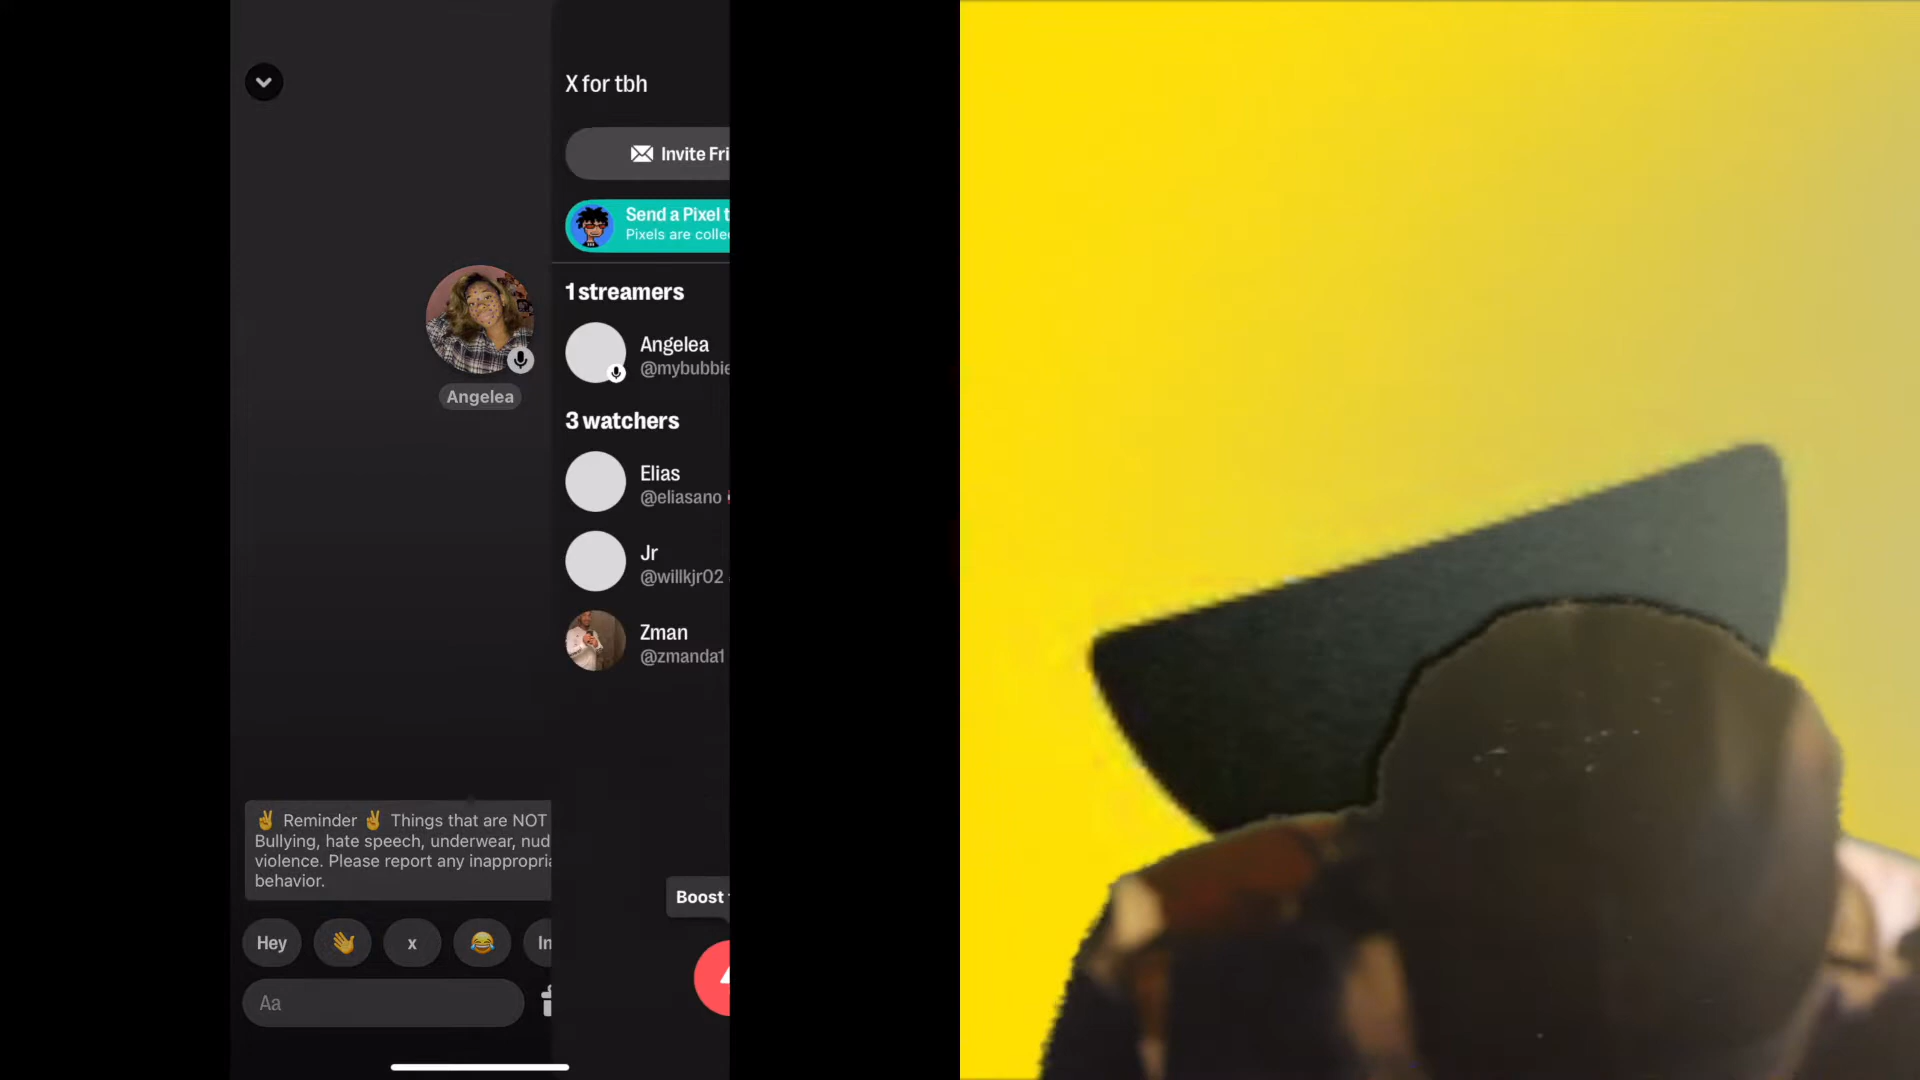 X for tbh
Invite Fri
Send a Pixel t
Pixels are colle
1 streamers
Angelea
@mybubbie
Angelea
3 watchers
Elias
@eliasano
Jr
@willkjr02
Zman
@zmanda1
✌️ Reminder ✌️ Things that are NOT
Bullying, hate speech, underwear, nud
violence. Please report any inappropria
behavior.
Boost
Hey 👋 x 😂 In
Aa